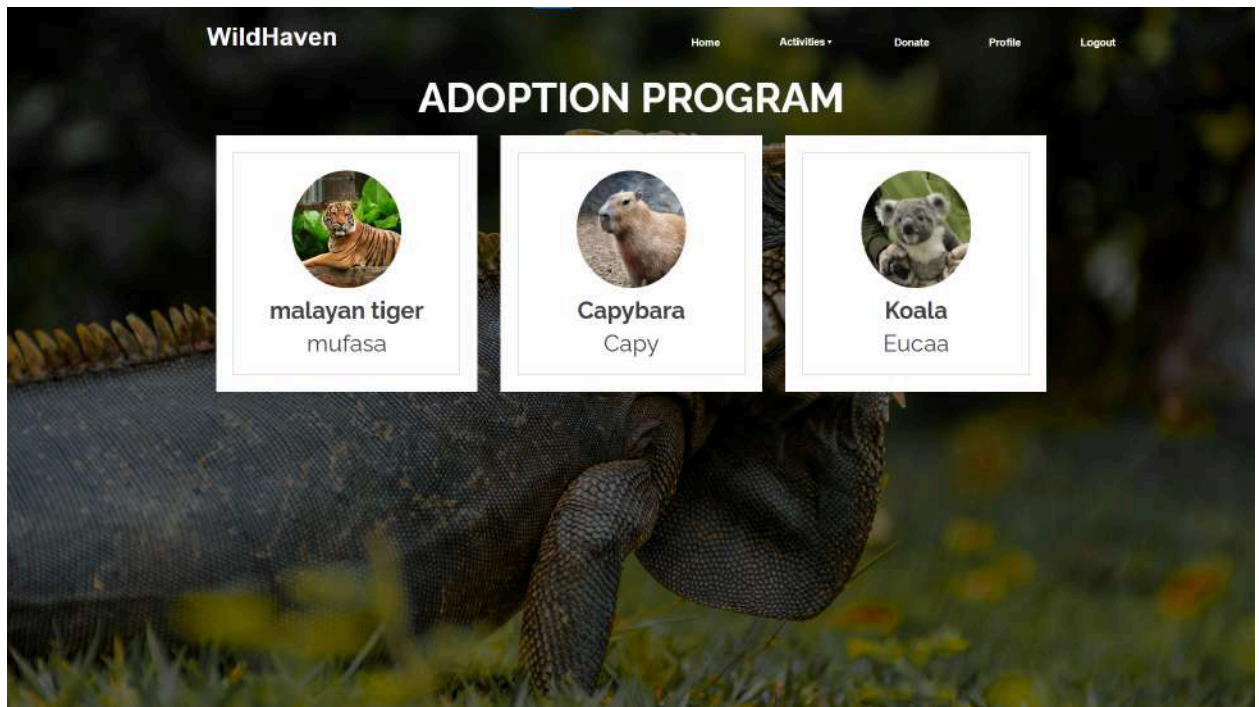 WildHaven
Home Activities ▾ Donate Profile Logout
ADOPTION PROGRAM
malayan tiger
mufasa
Capybara
Capy
Koala
Eucaa